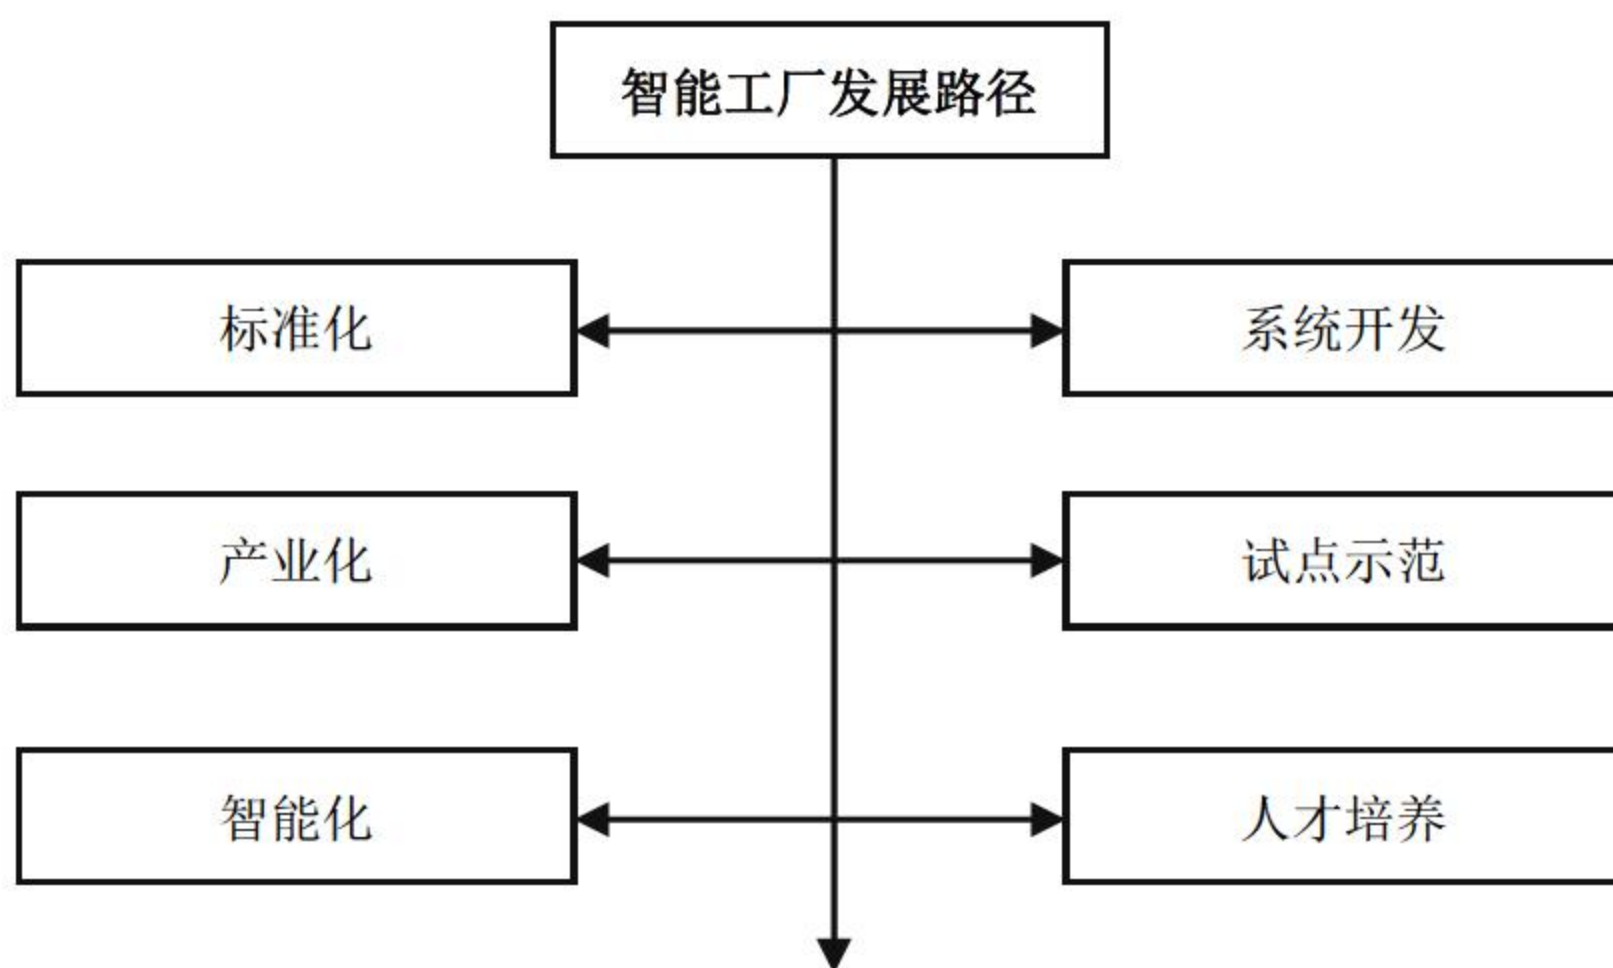 智能工厂发展路径
标准化
系统开发
产业化
试点示范
智能化
人才培养